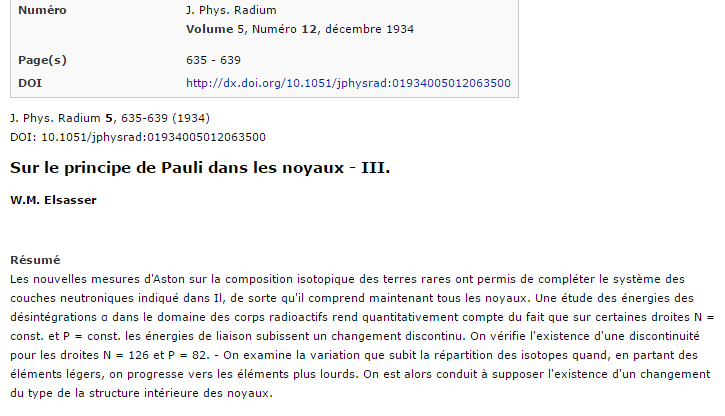 Numéro J. Phys. Radium
Volume 5, Numéro 12, décembre 1934
Page(s) 635 - 639
DOI http://dx.doi.org/10.1051/jphysrad:01934005012063500
J. Phys. Radium 5, 635-639 (1934)
DOI: 10.1051/jphysrad:01934005012063500
Sur le principe de Pauli dans les noyaux - III.
W.M. Elsasser
Résumé
Les nouvelles mesures d'Aston sur la composition isotopique des terres rares ont permis de compléter le système des
couches neutroniques indiqué dans Il, de sorte qu'il comprend maintenant tous les noyaux. Une étude des énergies des
désintégrations α dans le domaine des corps radioactifs rend quantitativement compte du fait que sur certaines droites N =
const. et P = const. les énergies de liaison subissent un changement discontinu. On vérifie l'existence d'une discontinuité
pour les droites N = 126 et P = 82. - On examine la variation que subit la répartition des isotopes quand, en partant des
éléments légers, on progresse vers les éléments plus lourds. On est alors conduit à supposer l'existence d'un changement
du type de la structure intérieure des noyaux.